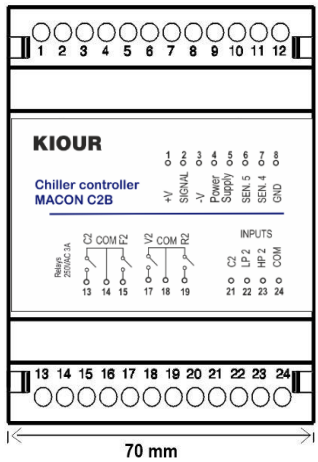 1 2 3 4 5 6 7 8 9 10 11 12
KIOUR
Chiller controller
MACON C2B
1 2 3 4 5 6 7 8
+V SIGNAL -V Power Supply SEN. 5 SEN. 4 GND
Relays
250VAC 3A
C2 COM F2 V2 COM R2
13 14 15 17 18 19
INPUTS
C2 LP 2 HP 2 COM
21 22 23 24
13 14 15 16 17 18 19 20 21 22 23 24
70 mm